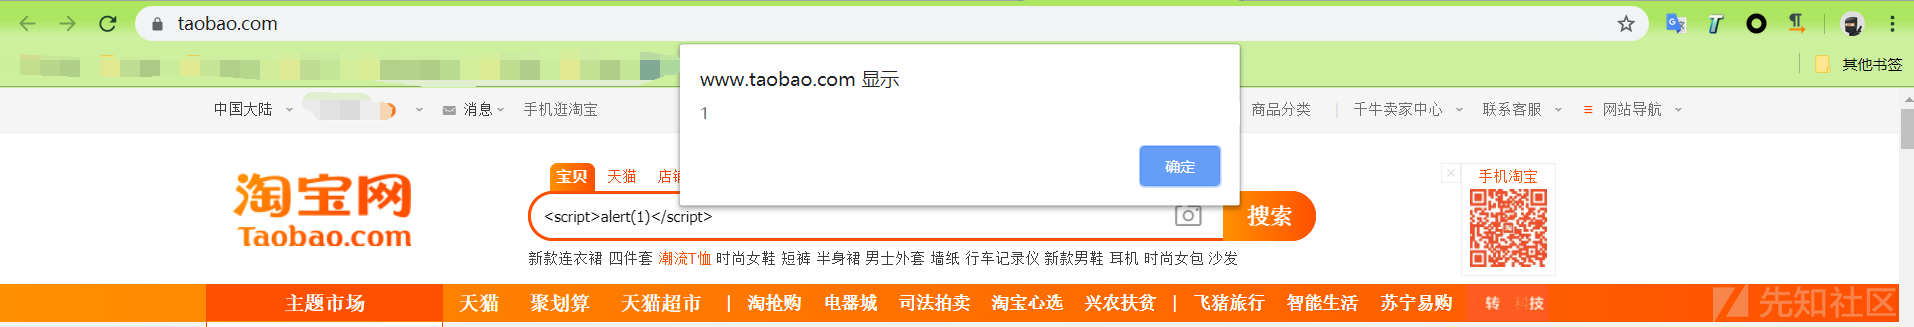 taobao.com
其他书签
www.taobao.com 显示
1
确定
中国大陆 消息 手机逛淘宝 商品分类 千牛卖家中心 联系客服 网站导航
淘宝网
Taobao.com
宝贝 天猫 店铺
<script>alert(1)</script> 搜索
手机淘宝
新款连衣裙 四件套 潮流T恤 时尚女鞋 短裤 半身裙 男士外套 墙纸 行车记录仪 新款男鞋 耳机 时尚女包 沙发
主题市场 天猫 聚划算 天猫超市 | 淘抢购 电器城 司法拍卖 淘宝心选 兴农扶贫 | 飞猪旅行 智能生活 苏宁易购 转 科技
先知社区